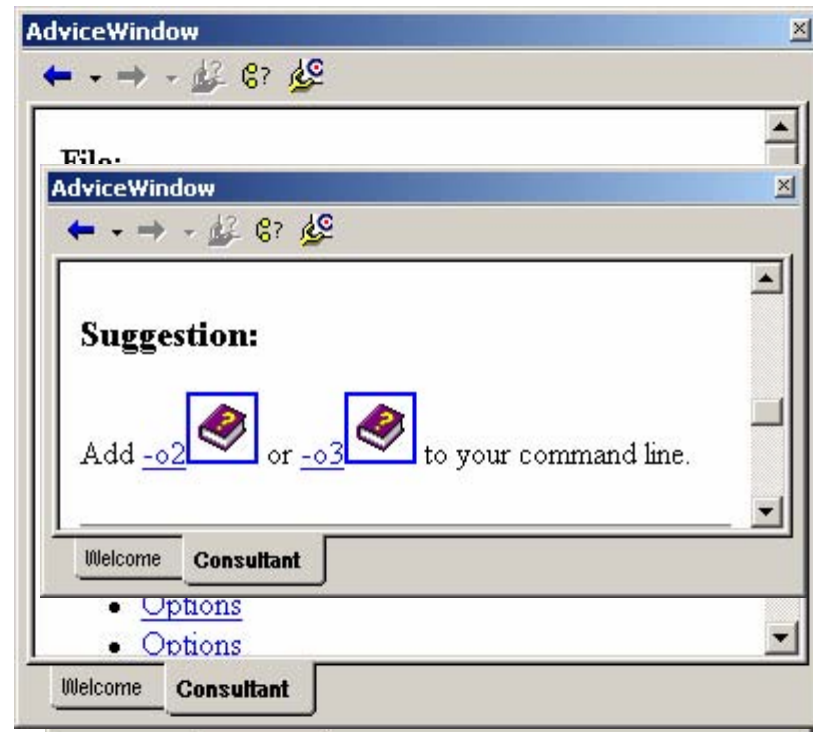 AdviceWindow
File:
AdviceWindow
Suggestion:
Add -o2 or -o3 to your command line.
Welcome Consultant
Options
Options
Welcome Consultant